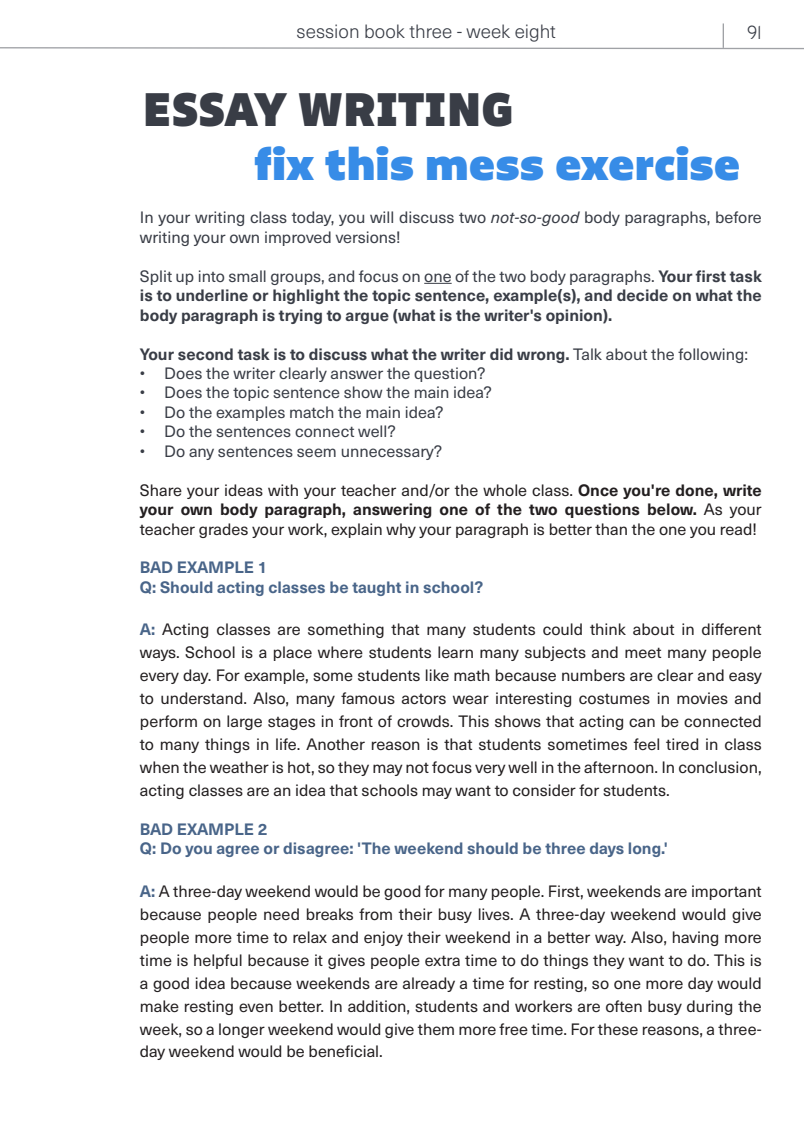 session book three - week eight
91
ESSAY WRITING
fix this mess exercise
In your writing class today, you will discuss two not-so-good body paragraphs, before
writing your own improved versions!
Split up into small groups, and focus on one of the two body paragraphs. Your first task
is to underline or highlight the topic sentence, example(s), and decide on what the
body paragraph is trying to argue (what is the writer's opinion).
Your second task is to discuss what the writer did wrong. Talk about the following:
• Does the writer clearly answer the question?
• Does the topic sentence show the main idea?
• Do the examples match the main idea?
• Do the sentences connect well?
• Do any sentences seem unnecessary?
Share your ideas with your teacher and/or the whole class. Once you're done, write
your own body paragraph, answering one of the two questions below. As your
teacher grades your work, explain why your paragraph is better than the one you read!
BAD EXAMPLE 1
Q: Should acting classes be taught in school?
A: Acting classes are something that many students could think about in different
ways. School is a place where students learn many subjects and meet many people
every day. For example, some students like math because numbers are clear and easy
to understand. Also, many famous actors wear interesting costumes in movies and
perform on large stages in front of crowds. This shows that acting can be connected
to many things in life. Another reason is that students sometimes feel tired in class
when the weather is hot, so they may not focus very well in the afternoon. In conclusion,
acting classes are an idea that schools may want to consider for students.
BAD EXAMPLE 2
Q: Do you agree or disagree: 'The weekend should be three days long.'
A: A three-day weekend would be good for many people. First, weekends are important
because people need breaks from their busy lives. A three-day weekend would give
people more time to relax and enjoy their weekend in a better way. Also, having more
time is helpful because it gives people extra time to do things they want to do. This is
a good idea because weekends are already a time for resting, so one more day would
make resting even better. In addition, students and workers are often busy during the
week, so a longer weekend would give them more free time. For these reasons, a three-
day weekend would be beneficial.